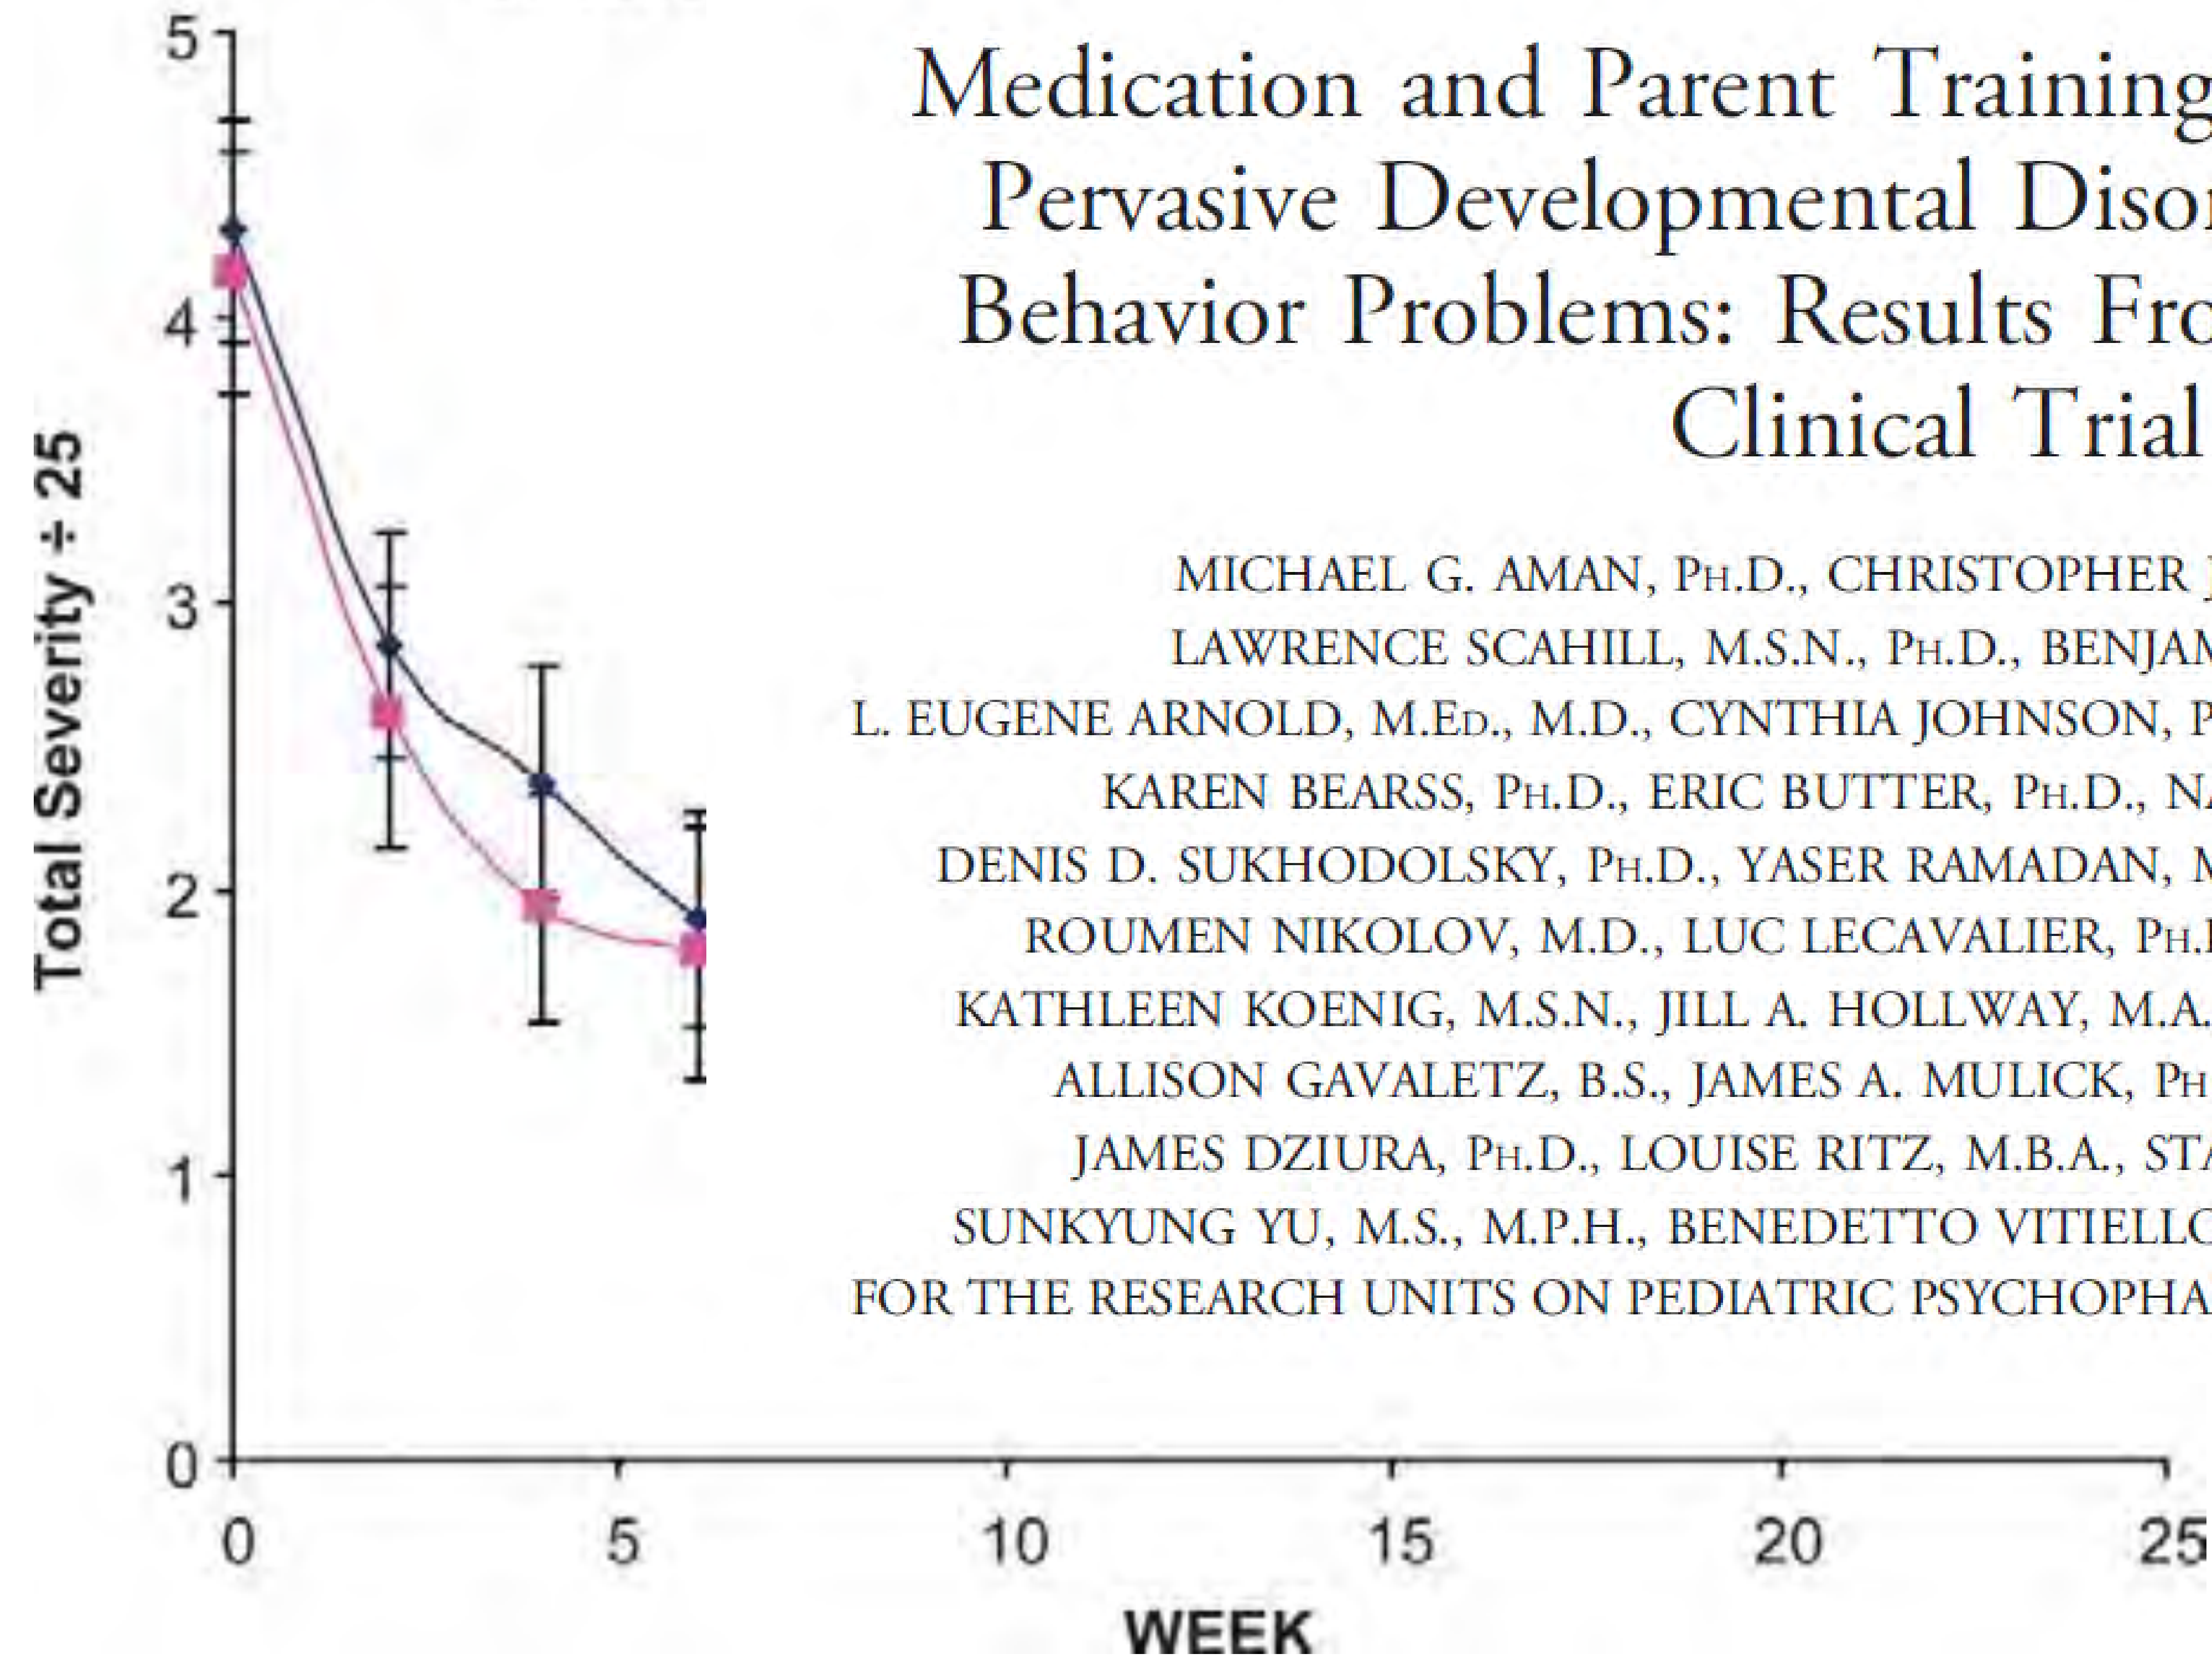 5
4
3
2
1
0
Total Severity ÷ 25
0 5 10 15 20 25
WEEK
Medication and Parent Training
Pervasive Developmental
Behavior Problems: Results
Clinical Trial
MICHAEL G. AMAN, PH.D., CHRISTOPHER
LAWRENCE SCAHILL, M.S.N., PH.D.,
L. EUGENE ARNOLD, M.ED., M.D., CYNTHIA JOHNSON,
KAREN BEARSS, PH.D., ERIC BUTTER, PH.D.,
DENIS D. SUKHODOLSKY, PH.D., YASER RAMADAN,
ROUMEN NIKOLOV, M.D., LUC LECAVALIER,
KATHLEEN KOENIG, M.S.N., JILL A. HOLLWAY, M.A.
ALLISON GAVALETZ, B.S., JAMES A. MULICK,
JAMES DZIURA, PH.D., LOUISE RITZ, M.B.A.,
SUNKYUNG YU, M.S., M.P.H., BENEDETTO
FOR THE RESEARCH UNITS ON PEDIATRIC